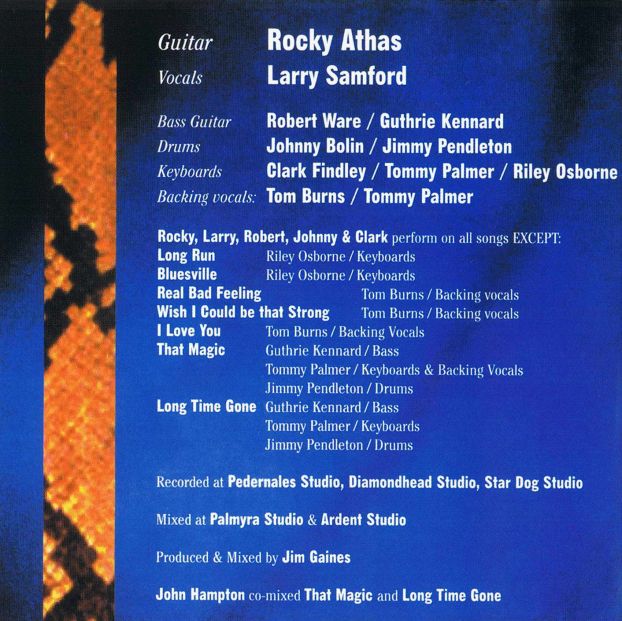 Guitar Rocky Athas
Vocals Larry Samford
Bass Guitar Robert Ware / Guthrie Kennard
Drums Johnny Bolin / Jimmy Pendleton
Keyboards Clark Findley / Tommy Palmer / Riley Osborne
Backing vocals: Tom Burns / Tommy Palmer
Rocky, Larry, Robert, Johnny & Clark perform on all songs EXCEPT:
Long Run Riley Osborne / Keyboards
Bluesville Riley Osborne / Keyboards
Real Bad Feeling Tom Burns / Backing vocals
Wish I Could be that Strong Tom Burns / Backing vocals
I Love You Tom Burns / Backing Vocals
That Magic Guthrie Kennard / Bass
Tommy Palmer / Keyboards & Backing Vocals
Jimmy Pendleton / Drums
Long Time Gone Guthrie Kennard / Bass
Tommy Palmer / Keyboards
Jimmy Pendleton / Drums
Recorded at Pedernales Studio, Diamondhead Studio, Star Dog Studio
Mixed at Palmyra Studio & Ardent Studio
Produced & Mixed by Jim Gaines
John Hampton co-mixed That Magic and Long Time Gone